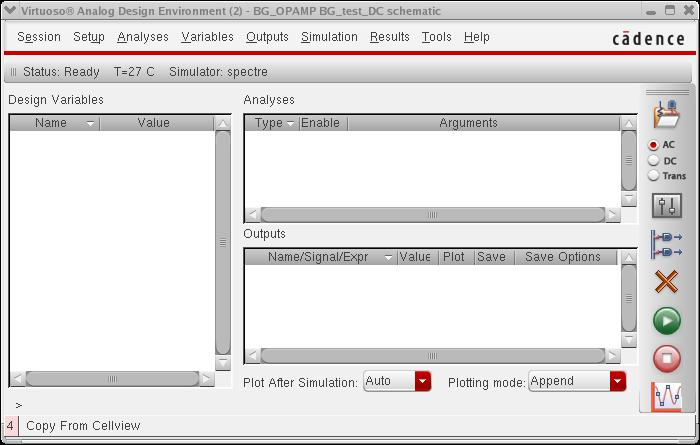 Virtuoso® Analog Design Environment (2) - BG_OPAMP BG_test_DC schematic
Session Setup Analyses Variables Outputs Simulation Results Tools Help
cādence
Status: Ready T=27 C Simulator: spectre
Design Variables
Name Value
Analyses
Type Enable Arguments
AC
DC
Trans
Outputs
Name/Signal/Expr Value Plot Save Save Options
Plot After Simulation: Auto Plotting mode: Append
>
4 Copy From Cellview